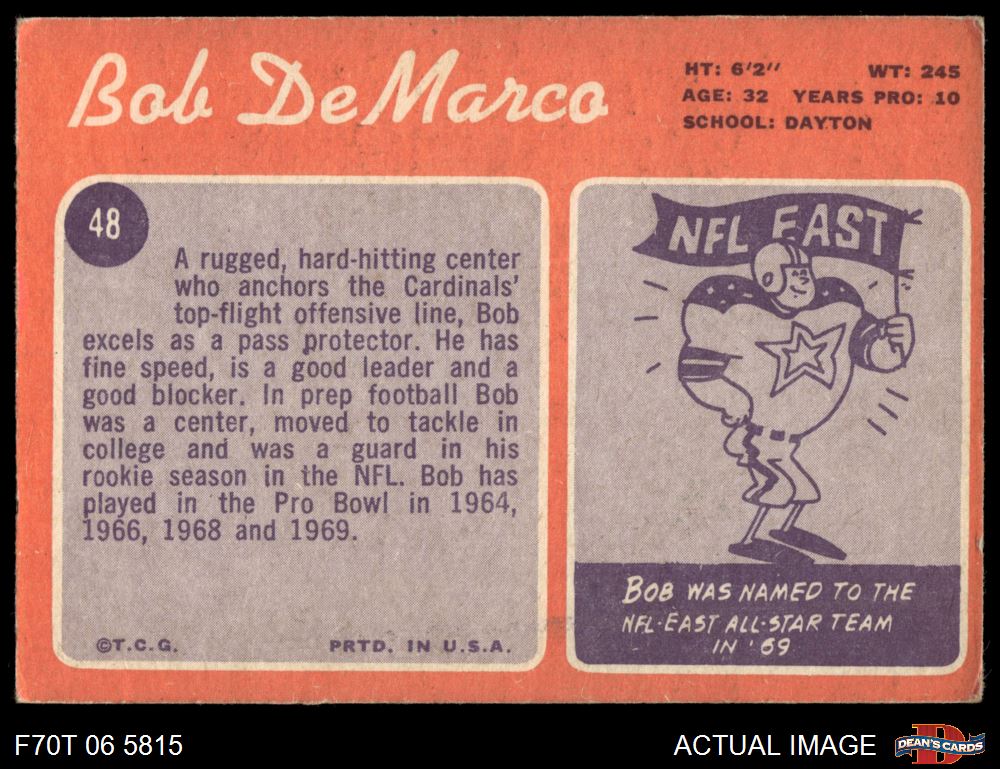 Bob DeMarco
HT: 6'2" WT: 245
AGE: 32 YEARS PRO: 10
SCHOOL: DAYTON
48
A rugged, hard-hitting center
who anchors the Cardinals'
top-flight offensive line, Bob
excels as a pass protector. He has
fine speed, is a good leader and a
good blocker. In prep football Bob
was a center, moved to tackle in
college and was a guard in his
rookie season in the NFL. Bob has
played in the Pro Bowl in 1964,
1966, 1968 and 1969.
©T.C.G. PRTD. IN U.S.A.
NFL EAST
BOB WAS NAMED TO THE
NFL-EAST ALL-STAR TEAM
IN '69
F70T 06 5815
ACTUAL IMAGE
D
DEAN'S CARDS